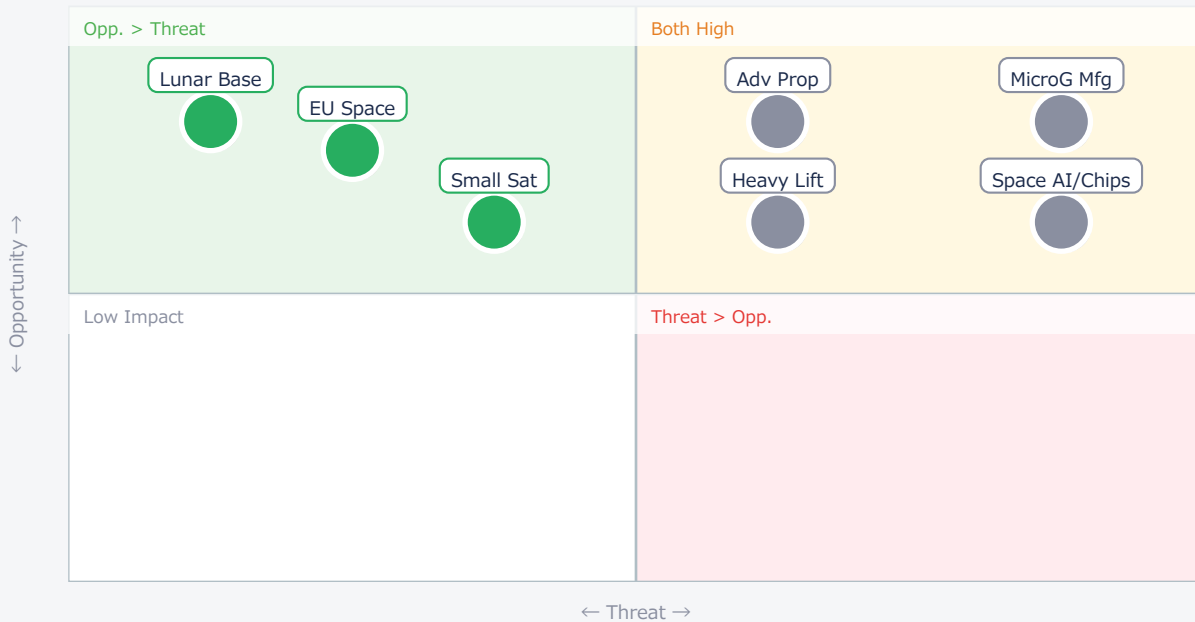 Opp. > Threat
Both High
Lunar Base
EU Space
Small Sat
Adv Prop
MicroG Mfg
Heavy Lift
Space AI/Chips
← Opportunity →
Low Impact
Threat > Opp.
← Threat →